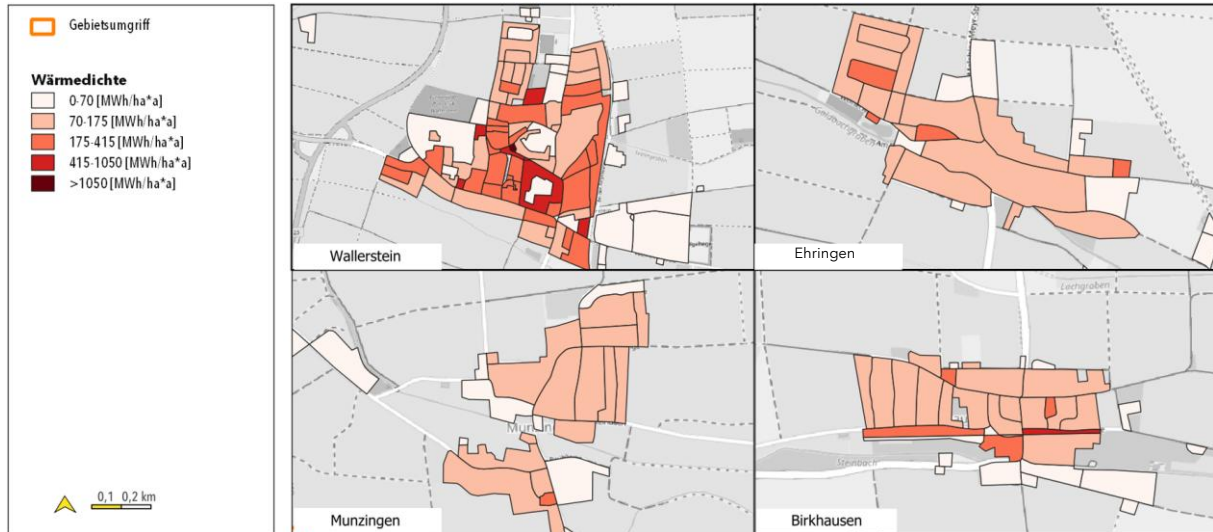 Gebietsumgriff
Wärmedichte
0-70 [MWh/ha*a]
70-175 [MWh/ha*a]
175-415 [MWh/ha*a]
415-1050 [MWh/ha*a]
>1050 [MWh/ha*a]
0,1 0,2 km
Wallerstein
Ehringen
Munzingen
Lachgraben
Steinbach
Birkhausen